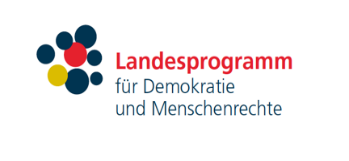 Landesprogramm
für Demokratie
und Menschenrechte